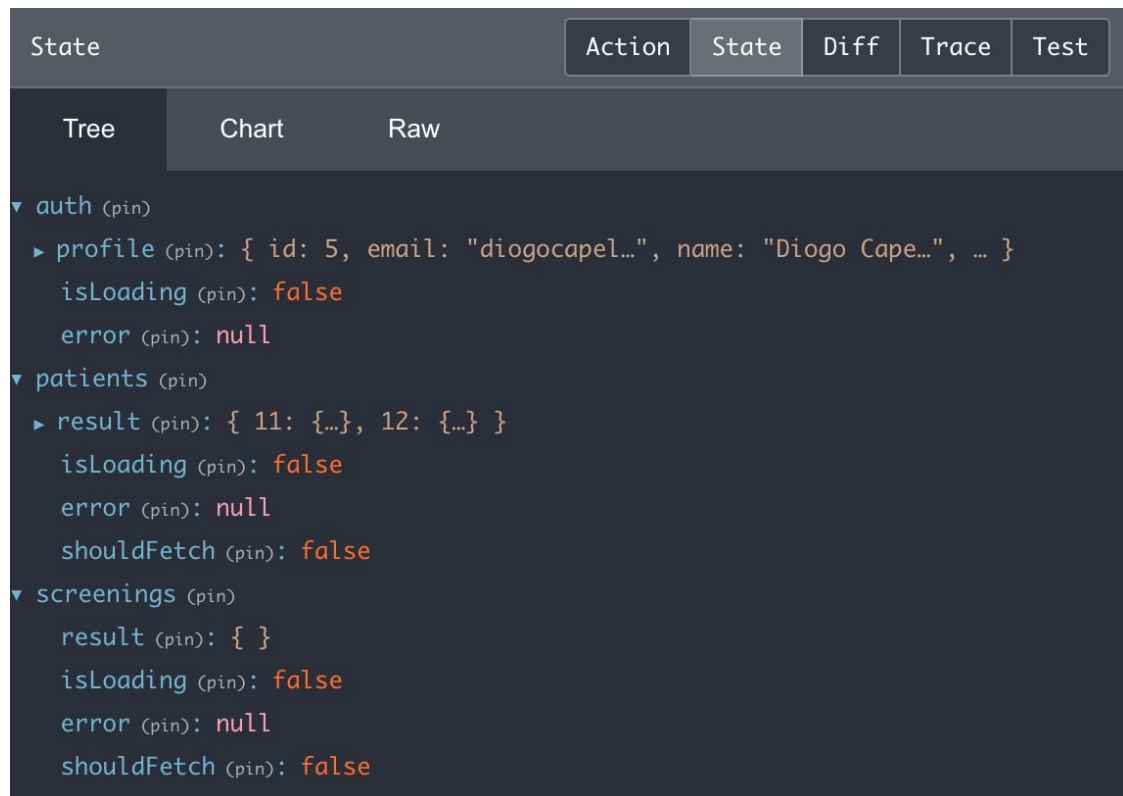 State Action State Diff Trace Test
Tree Chart Raw
▼ auth (pin)
▶ profile (pin): { id: 5, email: "diogocapel…", name: "Diogo Cape…", … }
isLoading (pin): false
error (pin): null
▼ patients (pin)
▶ result (pin): { 11: {…}, 12: {…} }
isLoading (pin): false
error (pin): null
shouldFetch (pin): false
▼ screenings (pin)
result (pin): { }
isLoading (pin): false
error (pin): null
shouldFetch (pin): false